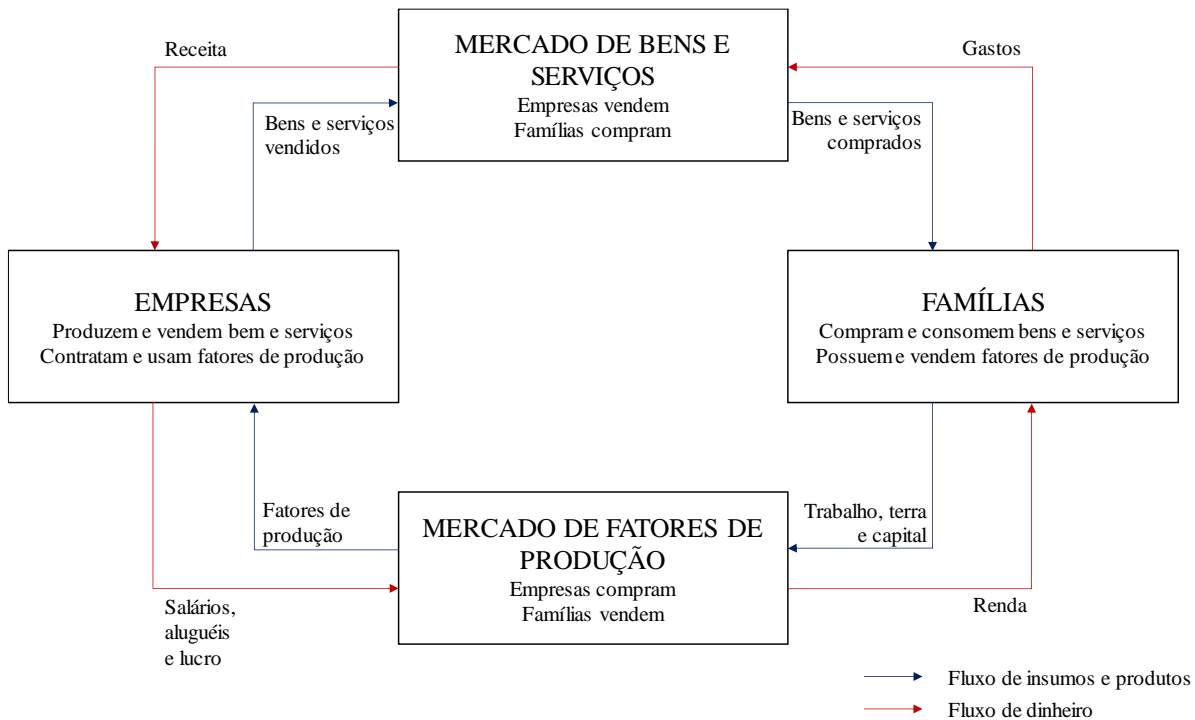 MERCADO DE BENS E
SERVIÇOS
Empresas vendem
Famílias compram
Receita
Gastos
Bens e serviços
vendidos
Bens e serviços
comprados
EMPRESAS
Produzem e vendem bem e serviços
Contratam e usam fatores de produção
FAMÍLIAS
Compram e consomem bens e serviços
Possuem e vendem fatores de produção
Fatores de
produção
MERCADO DE FATORES DE
PRODUÇÃO
Empresas compram
Famílias vendem
Trabalho, terra
e capital
Salários,
aluguéis
e lucro
Renda
Fluxo de insumos e produtos
Fluxo de dinheiro